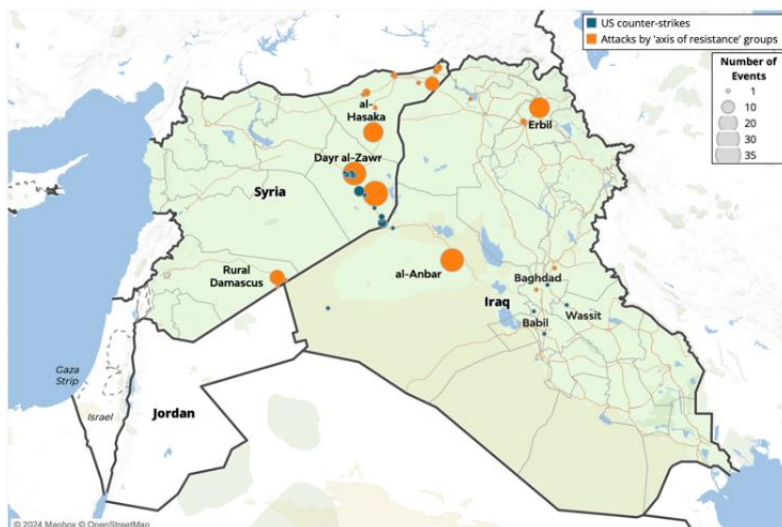 US counter-strikes
Attacks by 'axis of resistance' groups
Number of
Events
1
10
20
30
35
al-
Hasaka
Erbil
Dayr al-Zawr
Syria
Rural
Damascus
al-Anbar
Baghdad
Iraq
Wassit
Babil
Gaza
Strip
Israel
Jordan
© 2024 Mapbox © OpenStreetMap